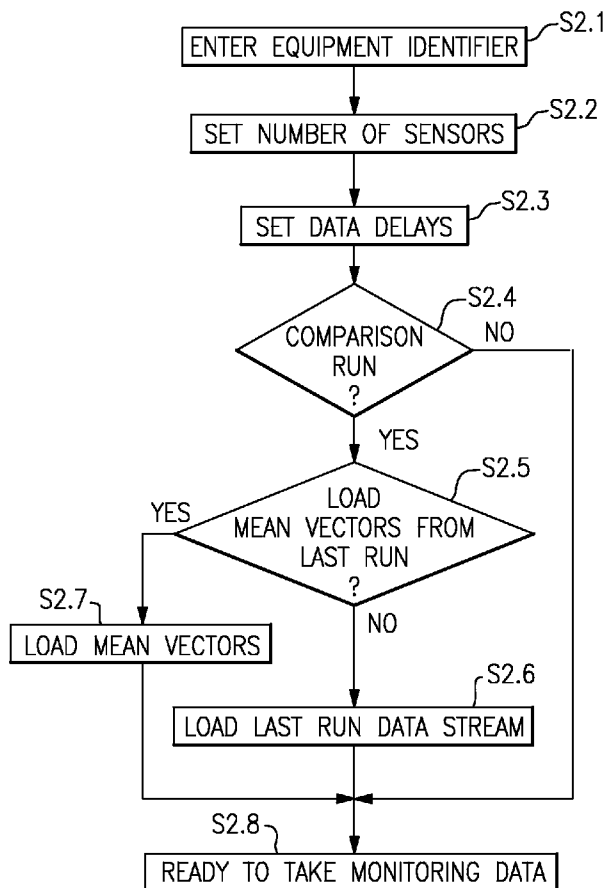 S2.1
ENTER EQUIPMENT IDENTIFIER
S2.2
SET NUMBER OF SENSORS
S2.3
SET DATA DELAYS
S2.4
COMPARISON
RUN
?
NO
YES
S2.5
LOAD
MEAN VECTORS FROM
LAST RUN
?
YES
NO
S2.7
LOAD MEAN VECTORS
S2.6
LOAD LAST RUN DATA STREAM
S2.8
READY TO TAKE MONITORING DATA